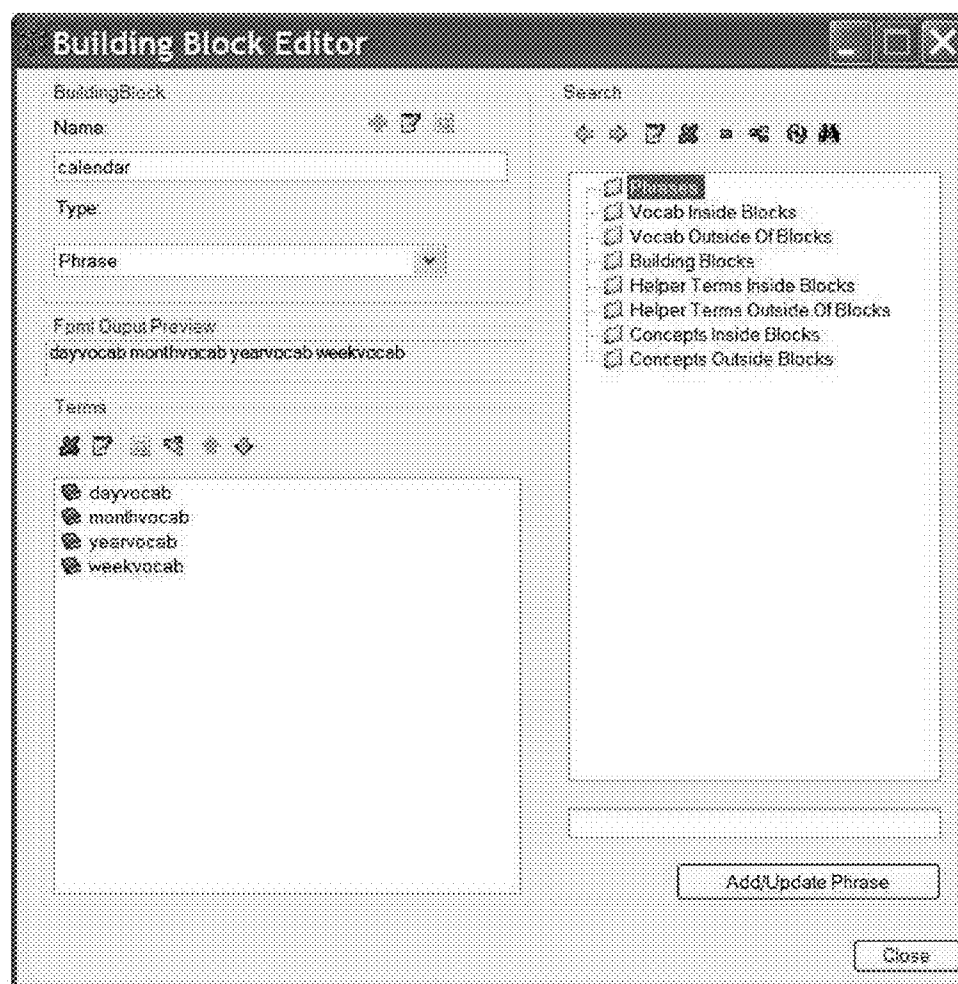 Building Block Editor
BuildingBlock
Name:
calendar
Type:
Phrase
Fpml Ouput Preview
dayvocab monthvocab yearvocab weekvocab
Terms
dayvocab
monthvocab
yearvocab
weekvocab
Search
Phrases
Vocab Inside Blocks
Vocab Outside Of Blocks
Building Blocks
Helper Terms Inside Blocks
Helper Terms Outside Of Blocks
Concepts Inside Blocks
Concepts Outside Blocks
Add/Update Phrase
Close